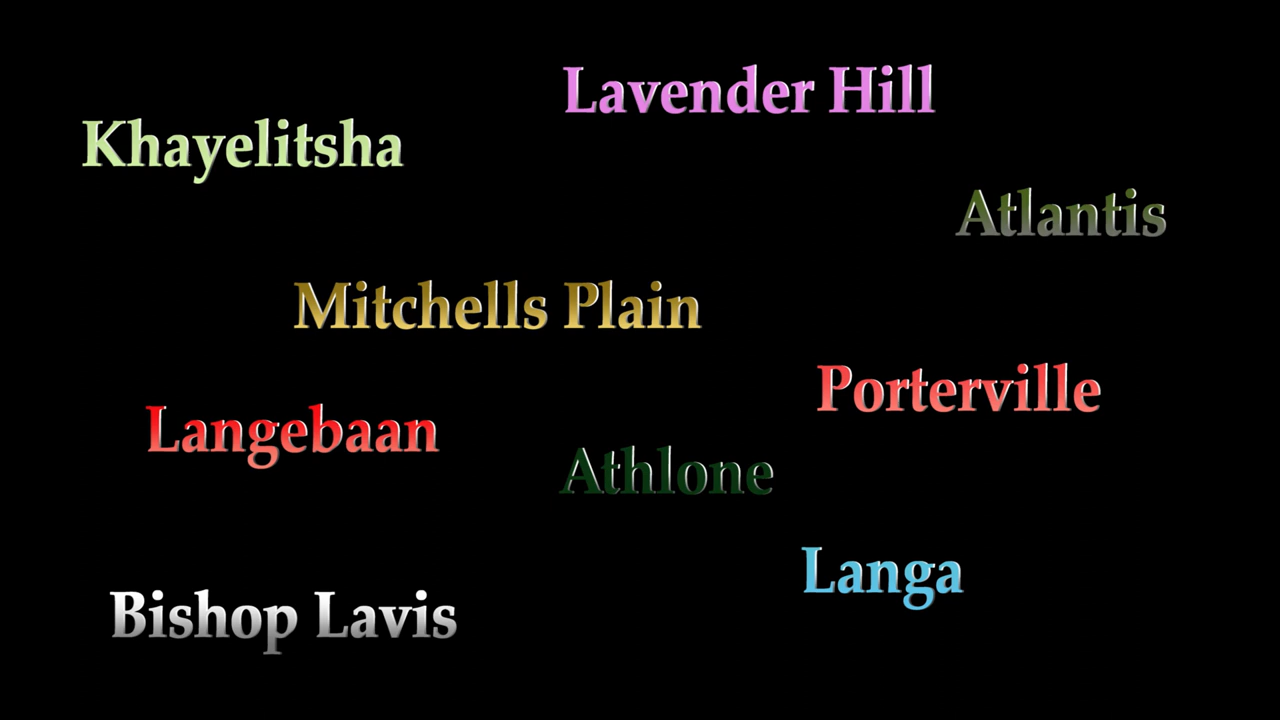 Lavender Hill
Khayelitsha
Atlantis
Mitchells Plain
Porterville
Langebaan
Athlone
Langa
Bishop Lavis